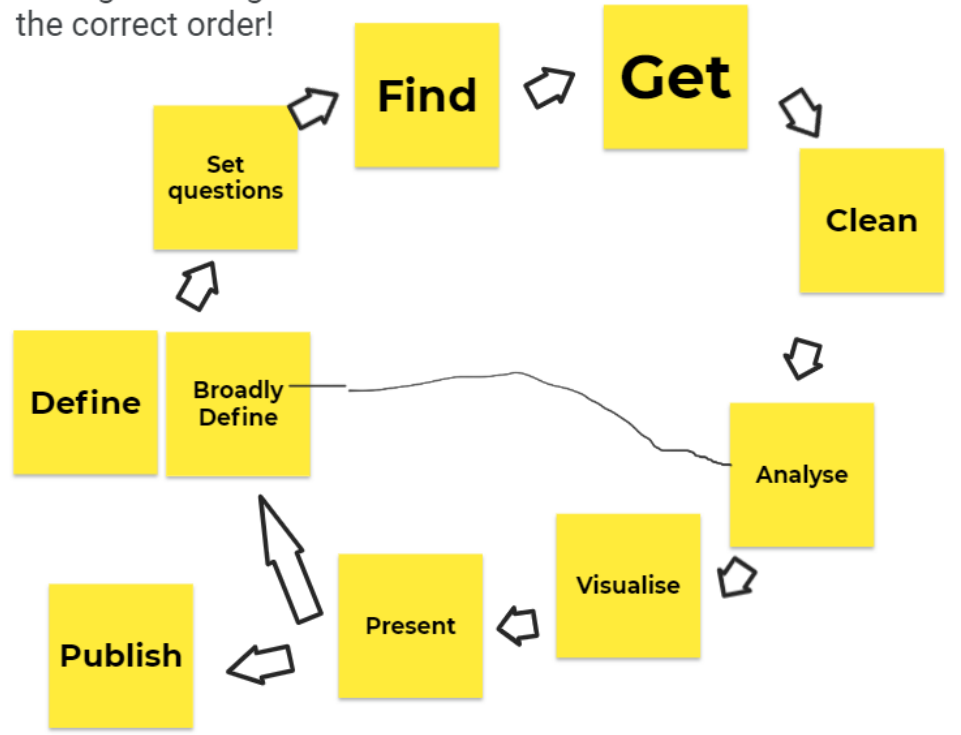 the correct order!
Find
Get
Set
questions
Clean
Define
Broadly
Define
Analyse
Visualise
Present
Publish